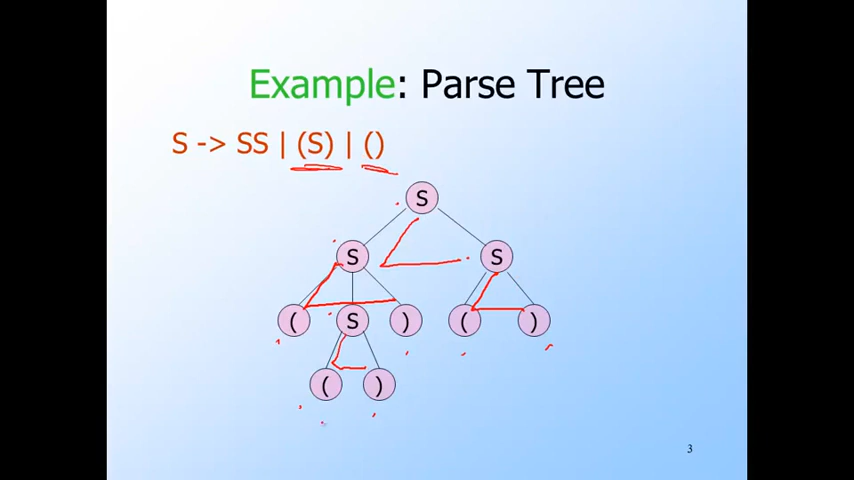 Example: Parse Tree
S -> SS | (S) | ()
S
S S
( S ) ( )
( )
3